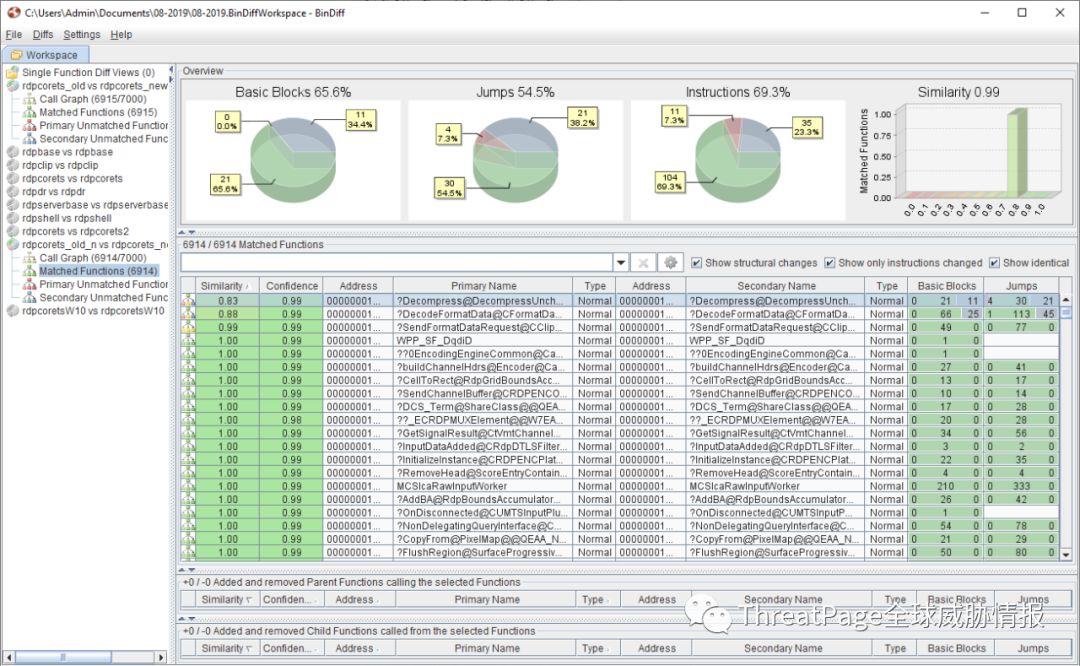 C:\Users\Admin\Documents\08-2019\08-2019.BinDiffWorkspace - BinDiff
File Diffs Settings Help
Workspace
Single Function Diff Views (0)
rdpcorets_old vs rdpcorets_new
Call Graph (6915/7000)
Matched Functions (6915)
Primary Unmatched Function
Secondary Unmatched Func
rdpbase vs rdpbase
rdpclip vs rdpclip
rdpcorets vs rdpcorets
rdpdr vs rdpdr
rdpserverbase vs rdpserverbase
rdpshell vs rdpshell
rdpcorets vs rdpcorets2
rdpcorets_old_n vs rdpcorets_n
Call Graph (6914/7000)
Matched Functions (6914)
Primary Unmatched Function
Secondary Unmatched Func
rdpcoretsW10 vs rdpcoretsW10
Overview
Basic Blocks 65.6%
0
0.0%
11
34.4%
21
65.6%
Jumps 54.5%
4
7.3%
21
38.2%
30
54.5%
Instructions 69.3%
11
7.3%
35
23.3%
104
69.3%
Similarity 0.99
Matched Functions
1.00
0.75
0.50
0.25
0.00
0.0 0.1 0.2 0.3 0.4 0.5 0.6 0.7 0.8 0.9 1.0
6914 / 6914 Matched Functions
Show structural changes Show only instructions changed Show identical
Similarity Confidence Address Primary Name Type Address Secondary Name Type Basic Blocks Jumps
0.83 0.99 00000001... ?Decompress@DecompressUnch... Normal 00000001... ?Decompress@DecompressUnch... Normal 0 21 11 4 30 21
0.88 0.99 00000001... ?DecodeFormatData@CFormatD... Normal 00000001... ?DecodeFormatData@CFormatD... Normal 0 66 25 1 113 45
0.99 0.99 00000001... ?SendFormatDataRequest@CClip... Normal 00000001... ?SendFormatDataRequest@CClip... Normal 0 49 0 0 77 0
1.00 0.99 00000001... WPP_SF_DqdiD Normal 00000001... WPP_SF_DqdiD Normal 0 1 0
1.00 0.99 00000001... ??0EncodingEngineCommon@Ca... Normal 00000001... ??0EncodingEngineCommon@Ca... Normal 0 1 0
1.00 0.99 00000001... ?buildChannelHdrs@Encoder@Ca... Normal 00000001... ?buildChannelHdrs@Encoder@Ca... Normal 0 27 0 0 41 0
1.00 0.99 00000001... ?CellToRect@RdpGridBoundsAcc... Normal 00000001... ?CellToRect@RdpGridBoundsAcc... Normal 0 13 0 0 17 0
1.00 0.99 00000001... ?SendChannelBuffer@CRDPENCO... Normal 00000001... ?SendChannelBuffer@CRDPENCO... Normal 0 10 0 0 14 0
1.00 0.99 00000001... ?DCS_Term@ShareClass@@QEA... Normal 00000001... ?DCS_Term@ShareClass@@QEA... Normal 0 17 0 0 28 0
1.00 0.98 00000001... ??_ECRDPMUXElement@@W7EA... Normal 00000001... ??_ECRDPMUXElement@@W7EA... Normal 0 20 0 0 28 0
1.00 0.99 00000001... ?GetSignalResult@CtVmtChannel... Normal 00000001... ?GetSignalResult@CtVmtChannel... Normal 0 34 0 0 56 0
1.00 0.99 00000001... ?InputDataAdded@CRdpDTLSFilter... Normal 00000001... ?InputDataAdded@CRdpDTLSFilter... Normal 0 3 0 0 2 0
1.00 0.99 00000001... ?InitializeInstance@CRDPENCPlat... Normal 00000001... ?InitializeInstance@CRDPENCPlat... Normal 0 22 0 0 35 0
1.00 0.99 00000001... ?RemoveHead@ScoreEntryContain... Normal 00000001... ?RemoveHead@ScoreEntryContain... Normal 0 4 0 0 4 0
1.00 0.99 00000001... MCSIcaRawInputWorker Normal 00000001... MCSIcaRawInputWorker Normal 0 210 0 0 333 0
1.00 0.99 00000001... ?AddBA@RdpBoundsAccumulator... Normal 00000001... ?AddBA@RdpBoundsAccumulator... Normal 0 26 0 0 42 0
1.00 0.99 00000001... ?OnDisconnected@CUMTSInputPlu... Normal 00000001... ?OnDisconnected@CUMTSInputPlu... Normal 0 1 0
1.00 0.99 00000001... ?NonDelegatingQueryInterface@C... Normal 00000001... ?NonDelegatingQueryInterface@C... Normal 0 54 0 0 78 0
1.00 0.99 00000001... ?CopyFrom@PixelMap@@QEAA_N... Normal 00000001... ?CopyFrom@PixelMap@@QEAA_N... Normal 0 21 0 0 29 0
1.00 0.99 00000001... ?FlushRegion@SurfaceProgressiv... Normal 00000001... ?FlushRegion@SurfaceProgressiv... Normal 0 50 0 0 80 0
+0 / -0 Added and removed Parent Functions calling the selected Functions
Similarity Confiden... Address Primary Name Type Address Secondary Name Type Basic Blocks Jumps
ThreatPage全球威胁情报
+0 / -0 Added and removed Child Functions called from the selected Functions
Similarity Confiden... Address Primary Name Type Address Secondary Name Type Basic Blocks Jumps